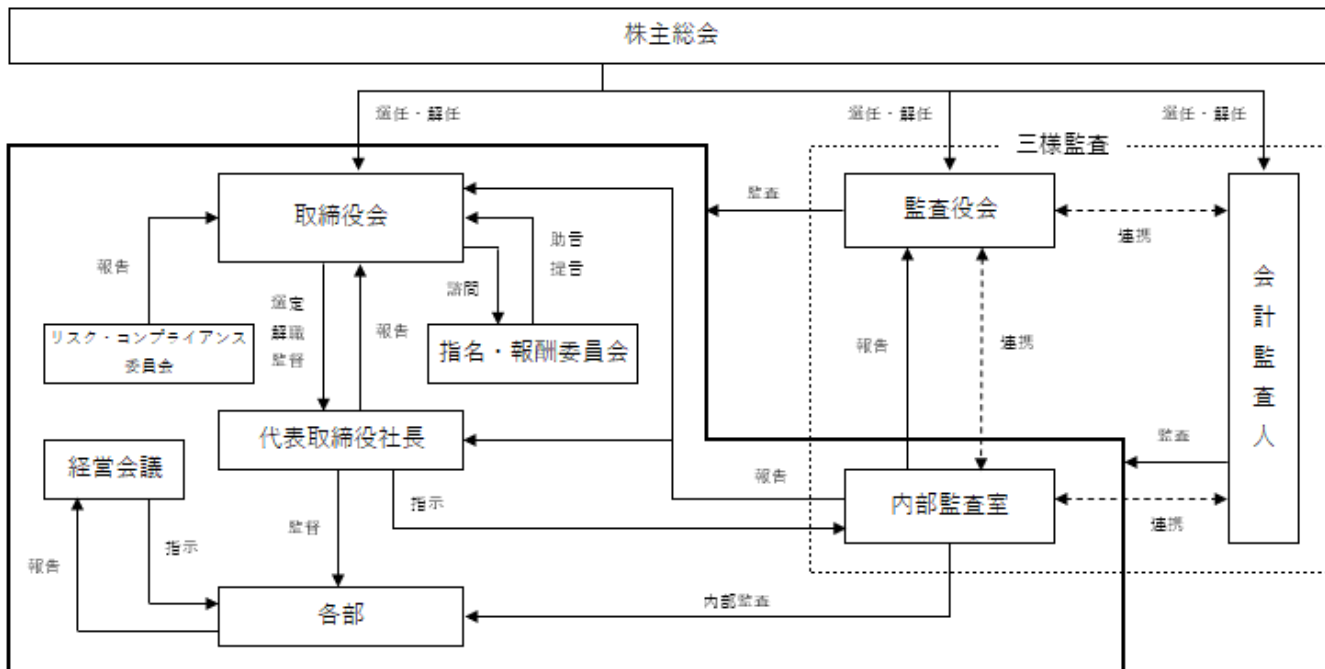 株主総会
選任・解任
選任・解任
選任・解任
三様監査
取締役会
監査
監査役会
連携
報告
助言
提言
諮問
選定
解職
監督
報告
リスク・コンプライアンス
委員会
指名・報酬委員会
報告
連携
会計監査人
代表取締役社長
経営会議
監査
報告
指示
内部監査室
連携
監督
指示
報告
各部
内部監査